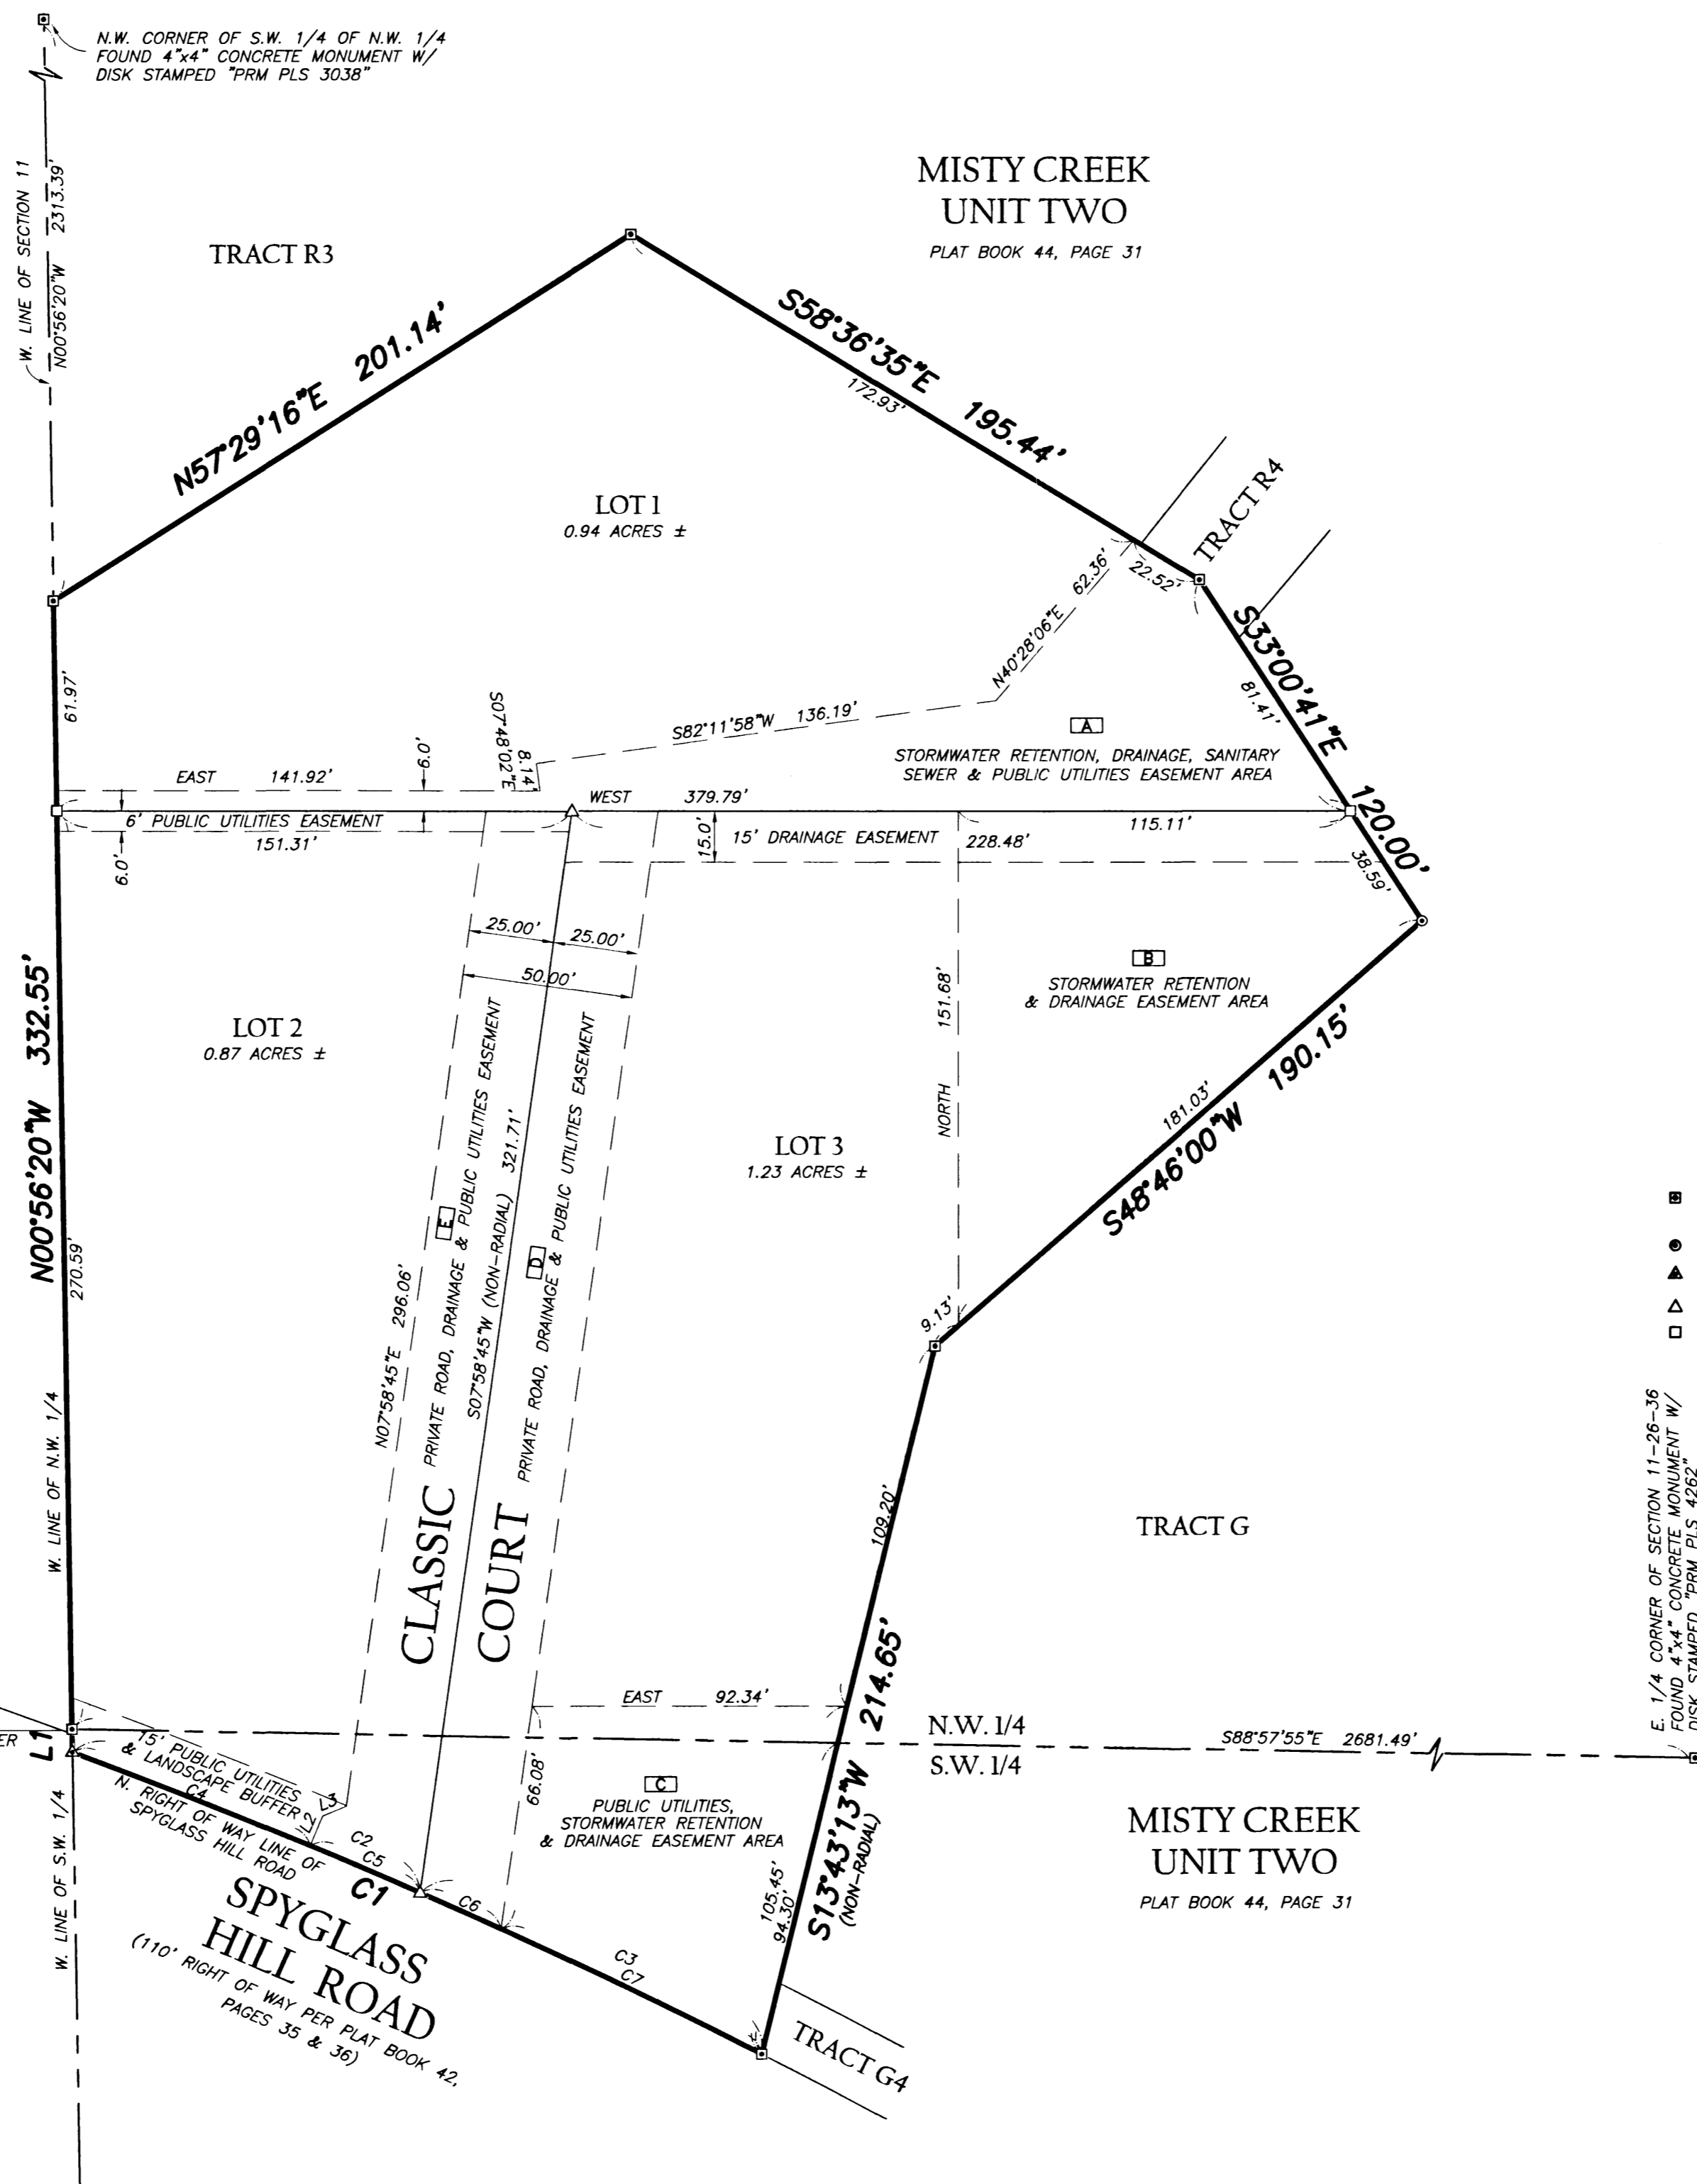 N.W. CORNER OF S.W. 1/4 OF N.W. 1/4
FOUND 4"x4" CONCRETE MONUMENT W/
DISK STAMPED "PRM PLS 3038"
W. LINE OF SECTION 11
N00°56'20"W 2313.39'
MISTY CREEK
UNIT TWO
PLAT BOOK 44, PAGE 31
TRACT R3
N57°29'16"E 201.14'
S58°36'35"E 195.44'
172.93'
LOT 1
0.94 ACRES ±
TRACT R4
22.52'
N40°28'06"E 62.36'
S33°00'41"E 120.00'
81.41'
38.59'
61.97'
S07°48'02"E
8.14'
S82°11'58"W 136.19'
A
STORMWATER RETENTION, DRAINAGE, SANITARY
SEWER & PUBLIC UTILITIES EASEMENT AREA
EAST 141.92'
6.0'
WEST 379.79'
6' PUBLIC UTILITIES EASEMENT
151.31'
6.0'
15.0'
15' DRAINAGE EASEMENT
228.48'
115.11'
25.00'
25.00'
50.00'
B
STORMWATER RETENTION
& DRAINAGE EASEMENT AREA
NORTH 151.68'
N00°56'20"W 332.55'
270.59'
LOT 2
0.87 ACRES ±
LOT 3
1.23 ACRES ±
181.03'
S48°46'00"W 190.15'
9.13'
N07°58'45"E 296.06'
CLASSIC
E
PRIVATE ROAD, DRAINAGE & PUBLIC UTILITIES EASEMENT
S07°58'45"W (NON-RADIAL) 321.71'
COURT
D
PRIVATE ROAD, DRAINAGE & PUBLIC UTILITIES EASEMENT
109.20'
TRACT G
W. LINE OF N.W. 1/4
E. 1/4 CORNER OF SECTION 11-26-36
FOUND 4"x4" CONCRETE MONUMENT W/
DISK STAMPED "PRM PLS 4262"
EAST 92.34'
S13°43'13"W 214.65'
(NON-RADIAL)
N.W. 1/4
S.W. 1/4
S88°57'55"E 2681.49'
ER
L1
15' PUBLIC UTILITIES
& LANDSCAPE BUFFER
C4
L2
L3
N. RIGHT OF WAY LINE OF
SPYGLASS HILL ROAD
C2
C5
C1
C6
66.08'
C
PUBLIC UTILITIES,
STORMWATER RETENTION
& DRAINAGE EASEMENT AREA
105.45'
94.30'
C3
C7
W. LINE OF S.W. 1/4
SPYGLASS
HILL ROAD
(110' RIGHT OF WAY PER PLAT BOOK 42,
PAGES 35 & 36)
TRACT G4
MISTY CREEK
UNIT TWO
PLAT BOOK 44, PAGE 31